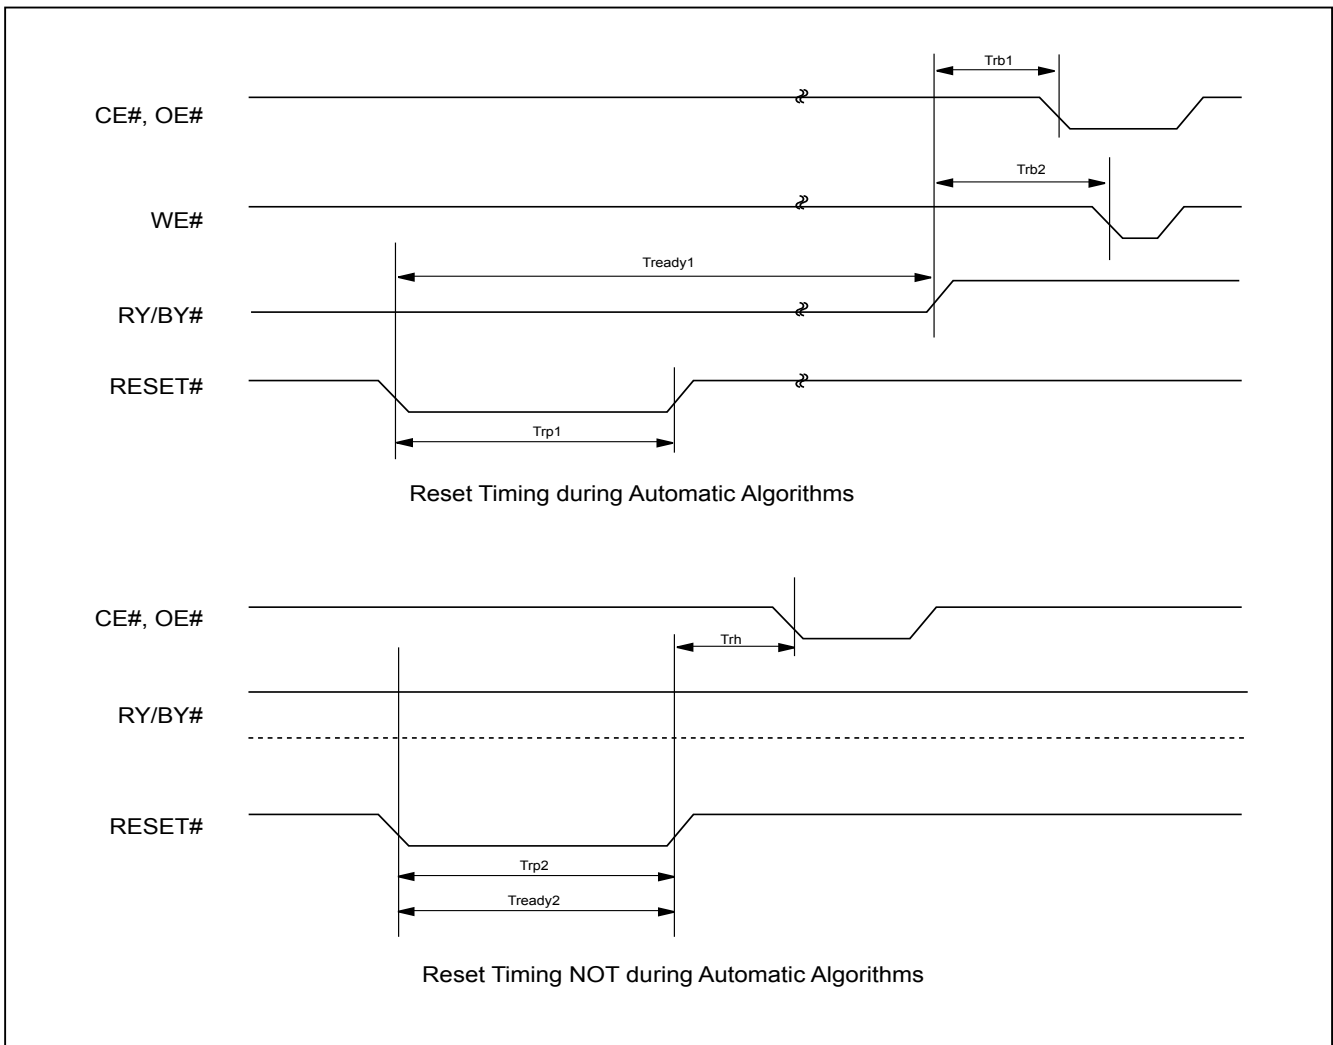 Trb1
CE#, OE#
Trb2
WE#
Tready1
RY/BY#
RESET#
Trp1
Reset Timing during Automatic Algorithms
CE#, OE#
Trh
RY/BY#
RESET#
Trp2
Tready2
Reset Timing NOT during Automatic Algorithms